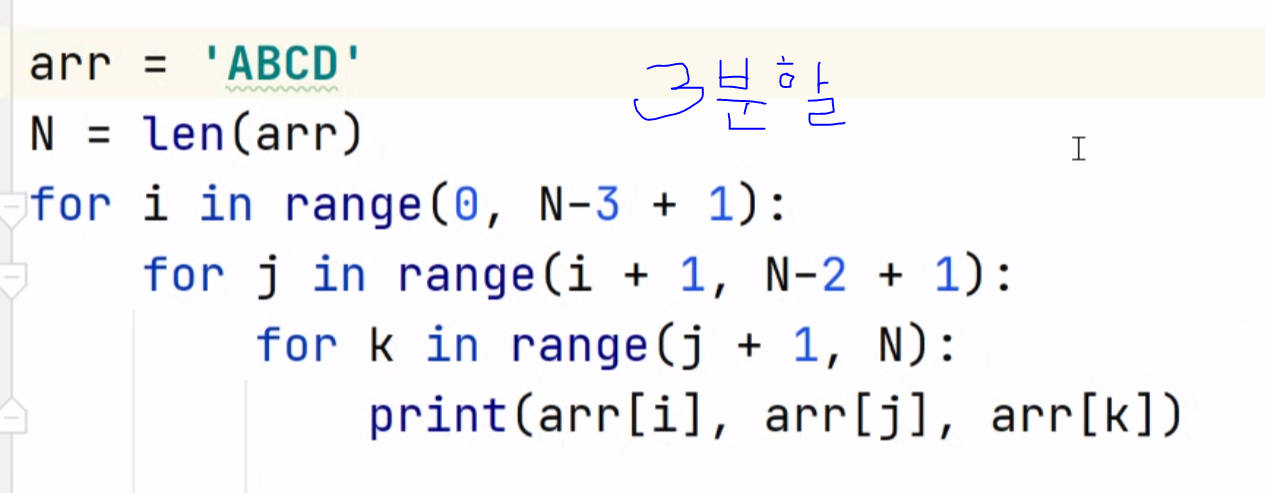 arr = 'ABCD'
3분할
N = len(arr)
for i in range(0, N-3 + 1):
for j in range(i + 1, N-2 + 1):
for k in range(j + 1, N):
print(arr[i], arr[j], arr[k])